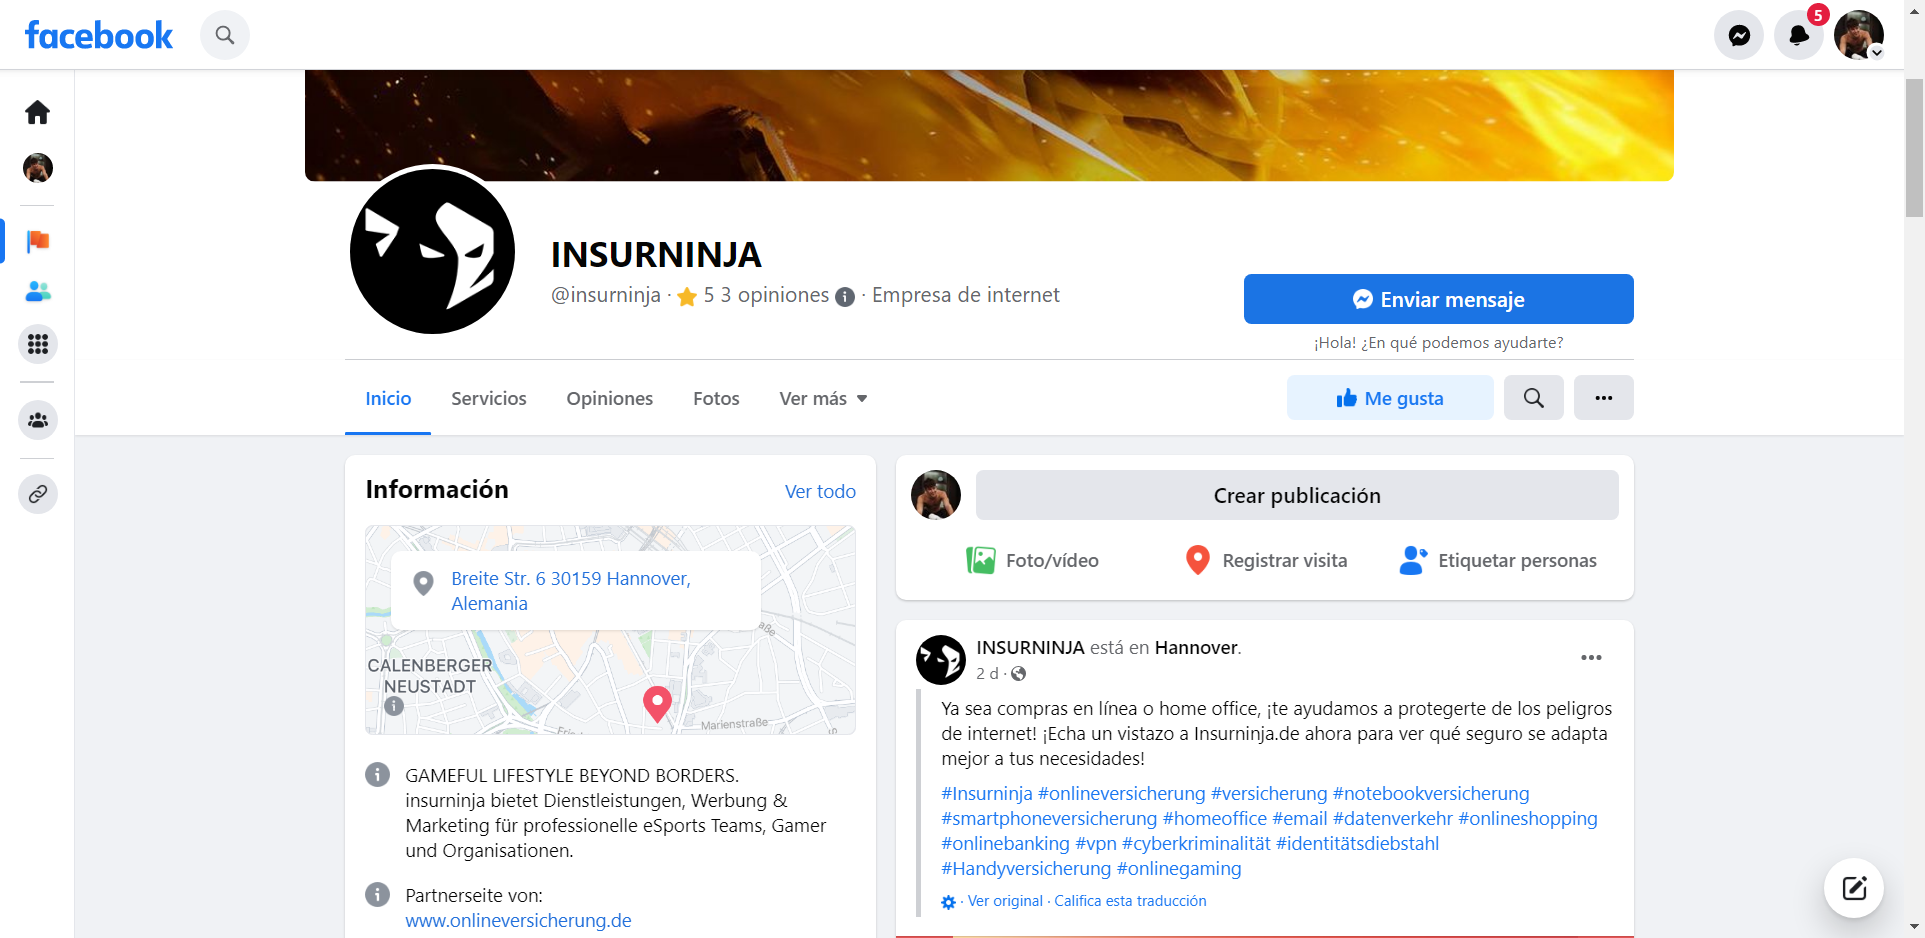 facebook
5
INSURNINJA
@insurninja · 5 3 opiniones · Empresa de internet
Enviar mensaje
¡Hola! ¿En qué podemos ayudarte?
Inicio
Servicios
Opiniones
Fotos
Ver más
Me gusta
Información
Ver todo
Breite Str. 6 30159 Hannover,
Alemania
CALENBERGER
NEUSTADT
Marienstraße
GAMEFUL LIFESTYLE BEYOND BORDERS.
insurninja bietet Dienstleistungen, Werbung &
Marketing für professionelle eSports Teams, Gamer
und Organisationen.
Partnerseite von:
www.onlineversicherung.de
Crear publicación
Foto/vídeo
Registrar visita
Etiquetar personas
INSURNINJA está en Hannover.
2 d ·
Ya sea compras en línea o home office, ¡te ayudamos a protegerte de los peligros
de internet! ¡Echa un vistazo a Insurninja.de ahora para ver qué seguro se adapta
mejor a tus necesidades!
#Insurninja #onlineversicherung #versicherung #notebookversicherung
#smartphoneversicherung #homeoffice #email #datenverkehr #onlineshopping
#onlinebanking #vpn #cyberkriminalität #identitätsdiebstahl
#Handyversicherung #onlinegaming
· Ver original · Califica esta traducción